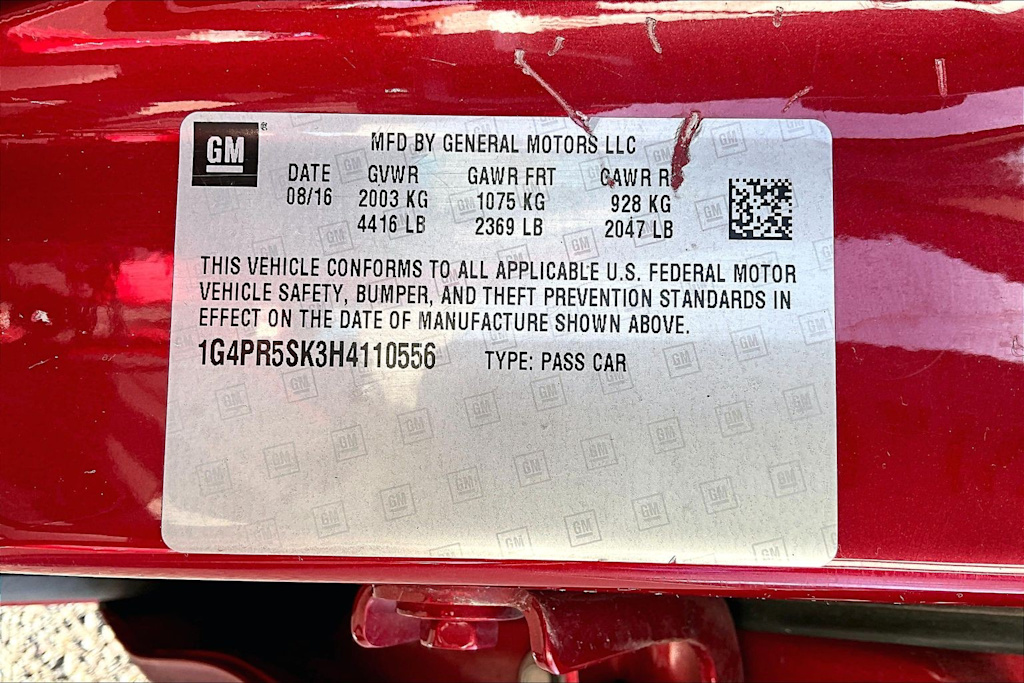 GM
MFD BY GENERAL MOTORS LLC
DATE GVWR GAWR FRT GAWR
08/16 2003 KG 1075 KG 928 KG
4416 LB 2369 LB 2047 LB
THIS VEHICLE CONFORMS TO ALL APPLICABLE U.S. FEDERAL MOTOR
VEHICLE SAFETY, BUMPER, AND THEFT PREVENTION STANDARDS IN
EFFECT ON THE DATE OF MANUFACTURE SHOWN ABOVE.
1G4PR5SK3H4110556 TYPE: PASS CAR